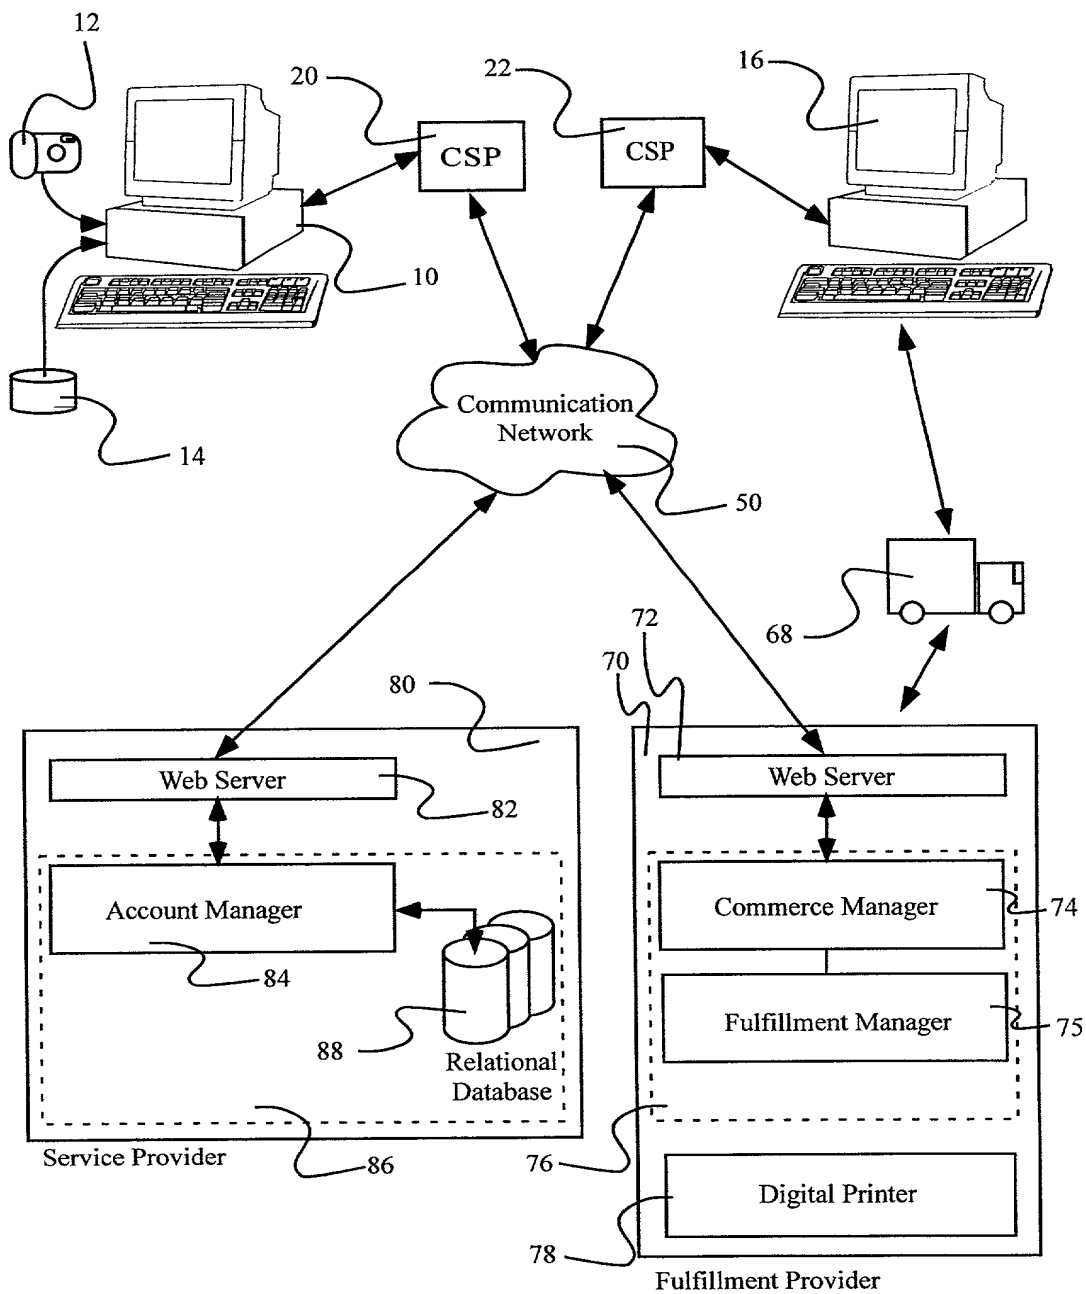 12
20
22
16
CSP
CSP
10
Communication
Network
14
50
68
72
70
80
Web Server
82
Web Server
Account Manager
84
Commerce Manager
74
Fulfillment Manager
75
88
Relational
Database
Service Provider
86
76
Digital Printer
78
Fulfillment Provider